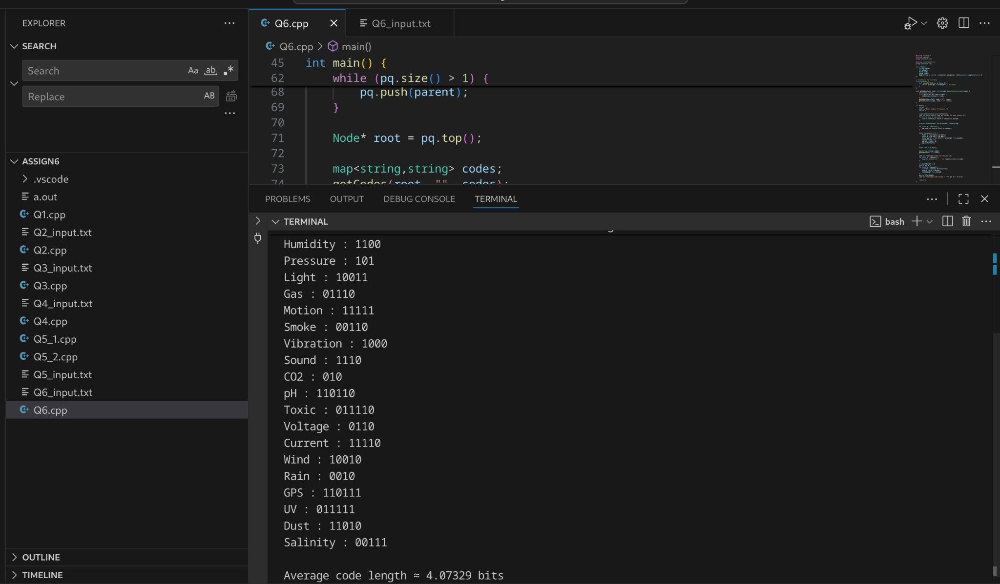 EXPLORER
SEARCH
Search
Aa
ab
.*
Replace
AB
ASSIGN6
.vscode
a.out
Q1.cpp
Q2_input.txt
Q2.cpp
Q3_input.txt
Q3.cpp
Q4_input.txt
Q4.cpp
Q5_1.cpp
Q5_2.cpp
Q5_input.txt
Q6_input.txt
Q6.cpp
OUTLINE
TIMELINE
Q6.cpp
Q6_input.txt
Q6.cpp > main()
45 int main() {
62 while (pq.size() > 1) {
68 pq.push(parent);
69 }
70
71 Node* root = pq.top();
72
73 map<string,string> codes;
74 getCodes(root, "", codes);
PROBLEMS OUTPUT DEBUG CONSOLE TERMINAL
TERMINAL
bash
Humidity : 1100
Pressure : 101
Light : 10011
Gas : 01110
Motion : 11111
Smoke : 00110
Vibration : 1000
Sound : 1110
CO2 : 010
pH : 110110
Toxic : 011110
Voltage : 0110
Current : 11110
Wind : 10010
Rain : 0010
GPS : 110111
UV : 011111
Dust : 11010
Salinity : 00111
Average code length ≈ 4.07329 bits